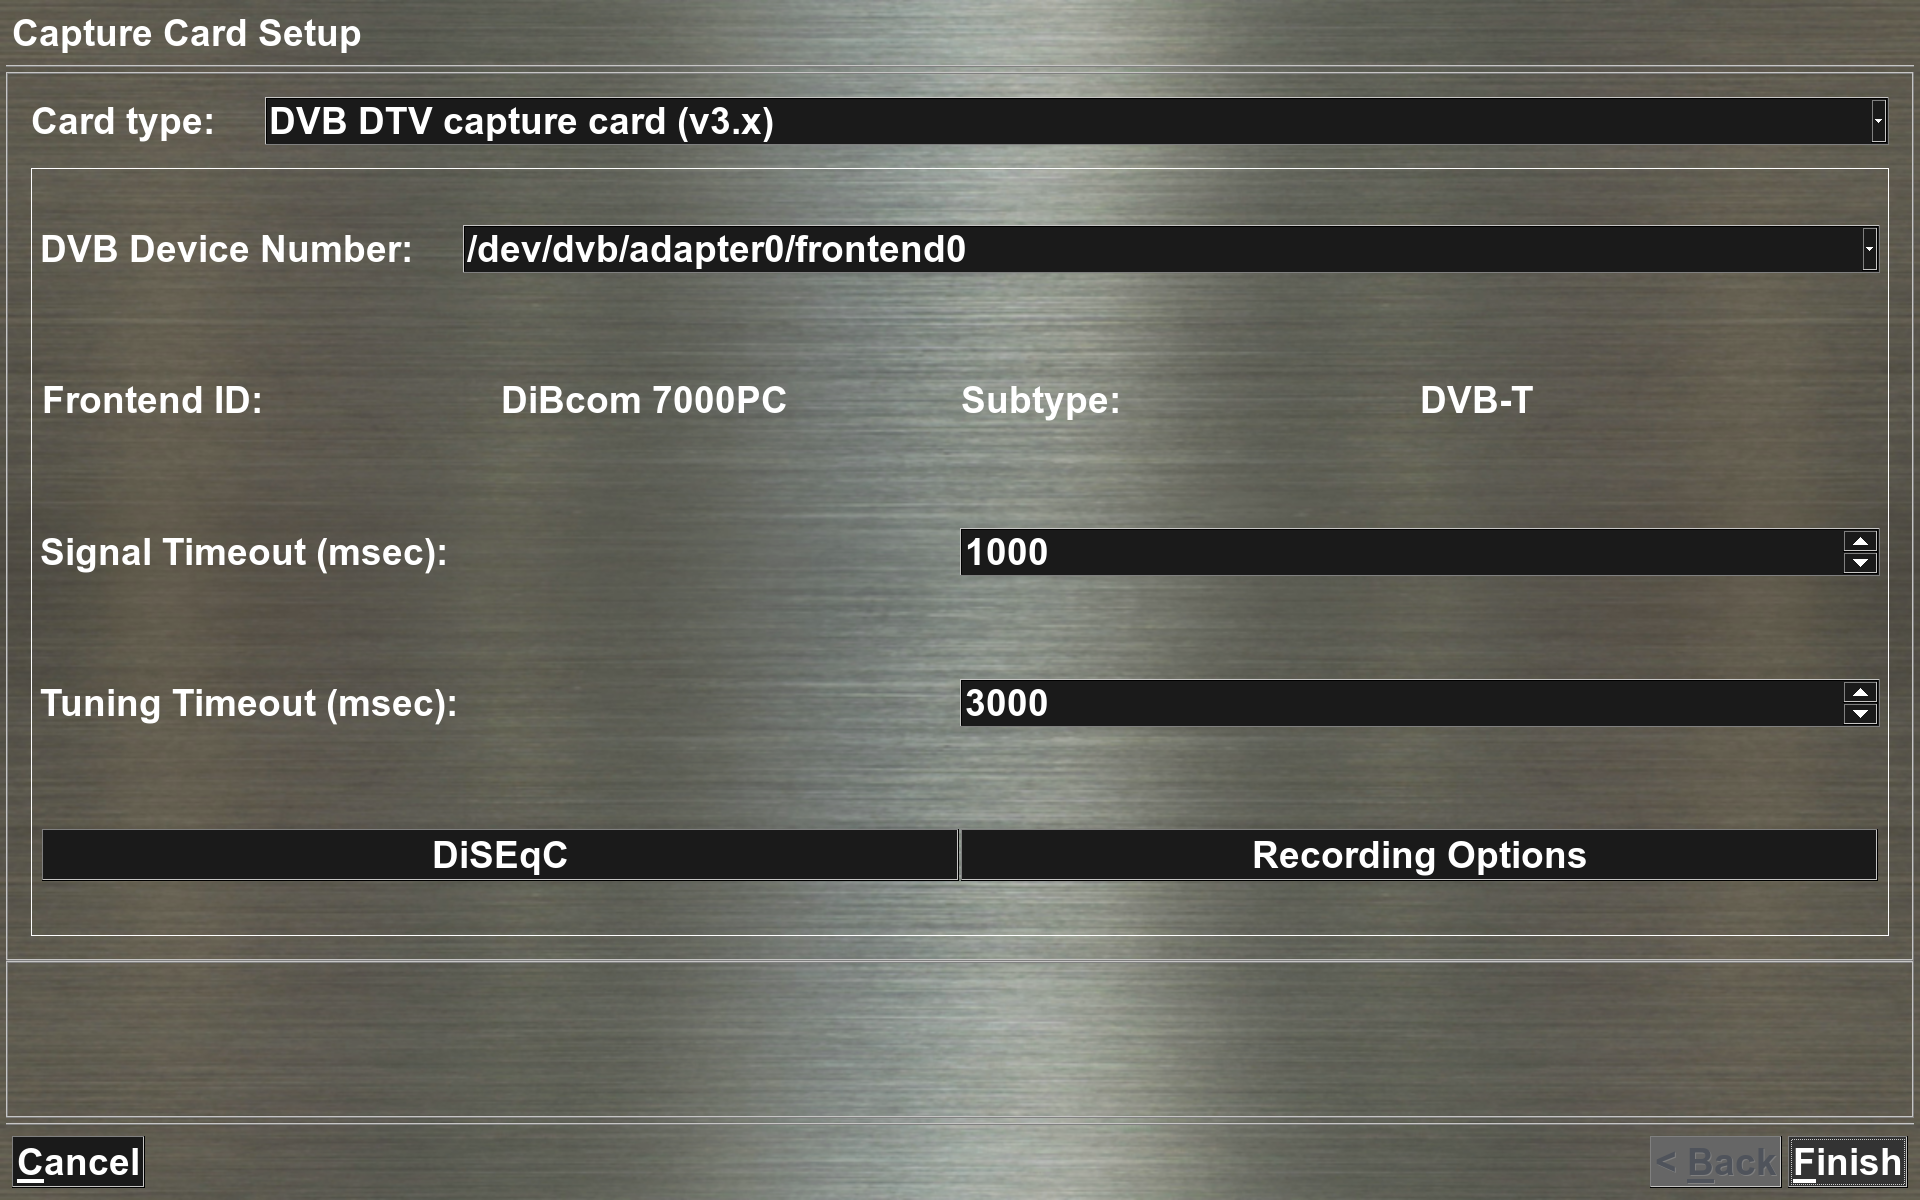 Capture Card Setup
Card type: DVB DTV capture card (v3.x)
DVB Device Number: /dev/dvb/adapter0/frontend0
Frontend ID: DiBcom 7000PC Subtype: DVB-T
Signal Timeout (msec): 1000
Tuning Timeout (msec): 3000
DiSEqC Recording Options
Cancel < Back Finish